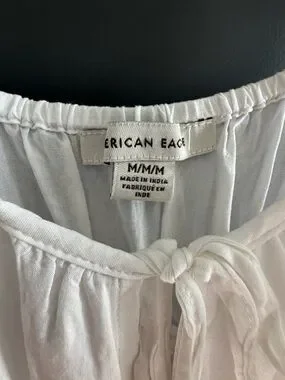 ERICAN EAG
M/M/M
MADE IN INDIA
FABRIQUÉ EN
INDE